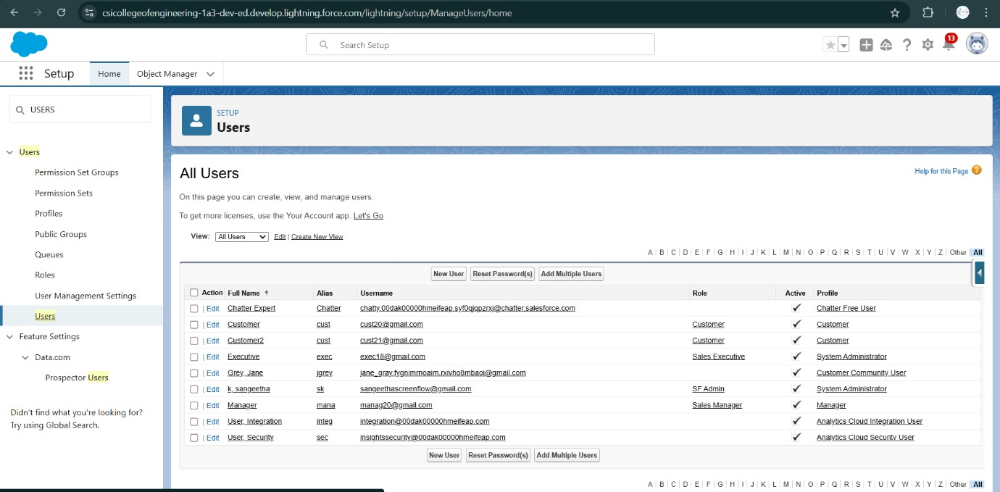 csicollegeofengineering-1a3-dev-ed.develop.lightning.force.com/lightning/setup/ManageUsers/home
Search Setup
13
Setup Home Object Manager
USERS
Users
Permission Set Groups
Permission Sets
Profiles
Public Groups
Queues
Roles
User Management Settings
Users
Feature Settings
Data.com
Prospector Users
Didn't find what you're looking for?
Try using Global Search.
SETUP
Users
All Users
Help for this Page ?
On this page you can create, view, and manage users.
To get more licenses, use the Your Account app. Let's Go
View: All Users Edit | Create New View
A B C D E F G H I J K L M N O P Q R S T U V W X Y Z Other All
New User Reset Password(s) Add Multiple Users
Action Full Name ↑ Alias Username Role Active Profile
| Edit Chatter Expert Chatter chatty.00dak00000hmeifeap.syf0qjqpzrxj@chatter.salesforce.com ✓ Chatter Free User
| Edit Customer cust cust20@gmail.com Customer ✓ Customer
| Edit Customer2 cust cust21@gmail.com Customer ✓ Customer
| Edit Executive exec exec18@gmail.com Sales Executive ✓ System Administrator
| Edit Grey, Jane jgrey jane_gray.fygnimrnoaim.rxivho8mbaoi@gmail.com ✓ Customer Community User
| Edit k, sangeetha sk sangeethascreenflow@gmail.com SF Admin ✓ System Administrator
| Edit Manager mana manag20@gmail.com Sales Manager ✓ Manager
| Edit User, Integration integ integration@00dak00000hmeifeap.com ✓ Analytics Cloud Integration User
| Edit User, Security sec insightssecurity@00dak00000hmeifeap.com ✓ Analytics Cloud Security User
New User Reset Password(s) Add Multiple Users
A B C D E F G H I J K L M N O P Q R S T U V W X Y Z Other All